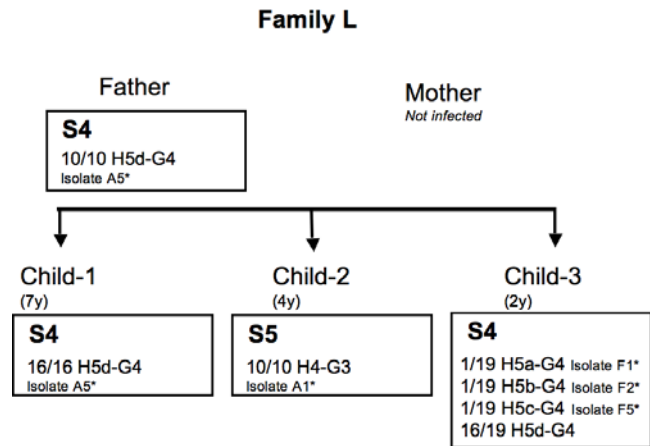 Family L
Father
S4
10/10 H5d-G4
Isolate A5*
Mother
Not infected
Child-1
(7y)
S4
16/16 H5d-G4
Isolate A5*
Child-2
(4y)
S5
10/10 H4-G3
Isolate A1*
Child-3
(2y)
S4
1/19 H5a-G4 Isolate F1*
1/19 H5b-G4 Isolate F2*
1/19 H5c-G4 Isolate F5*
16/19 H5d-G4